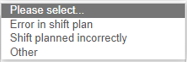 Please select...
Error in shift plan
Shift planned incorrectly
Other